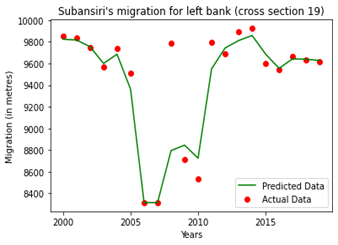 Subansiri's migration for left bank (cross section 19)
Migration (in metres)
10000
9800
9600
9400
9200
9000
8800
8600
8400
Predicted Data
Actual Data
2000
2005
2010
2015
Years